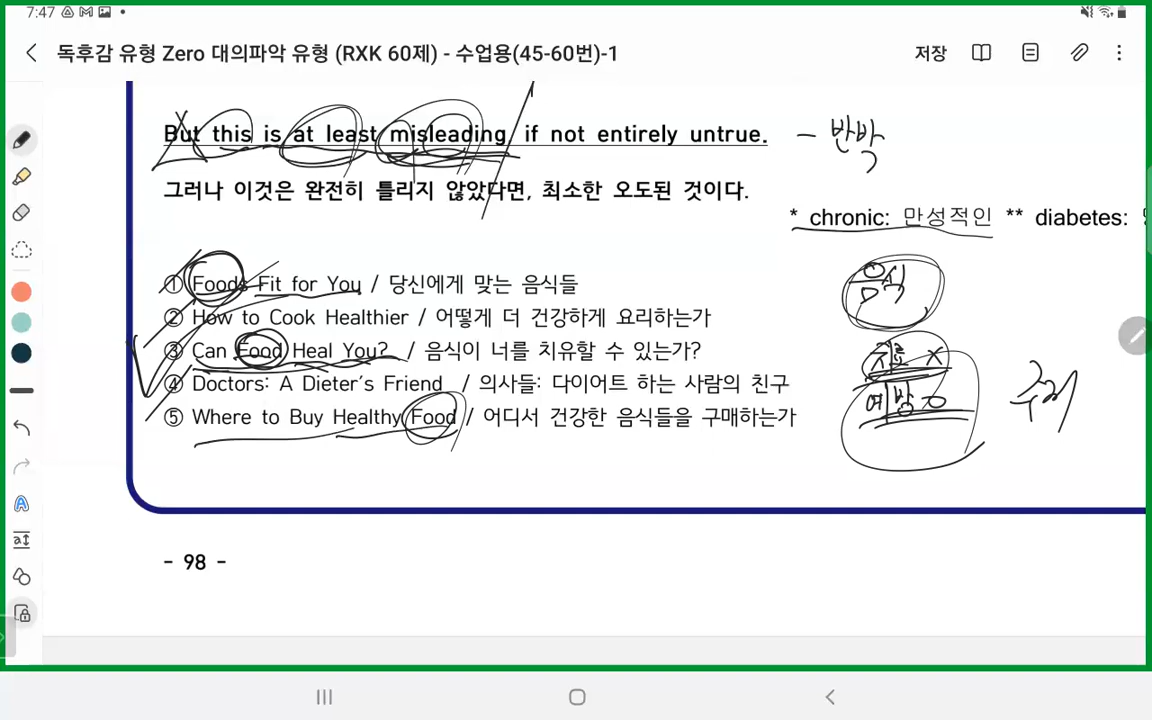 7:47
독후감 유형 Zero 대의파악 유형 (RXK 60제) - 수업용(45-60번)-1
저장
But this is at least misleading if not entirely untrue.
- 반박
그러나 이것은 완전히 틀리지 않았다면, 최소한 오도된 것이다.
* chronic: 만성적인 ** diabetes:
① Foods Fit for You / 당신에게 맞는 음식들
음식
② How to Cook Healthier / 어떻게 더 건강하게 요리하는가
③ Can Food Heal You? / 음식이 너를 치유할 수 있는가?
치료 X
④ Doctors: A Dieter's Friend / 의사들: 다이어트 하는 사람의 친구
예방 O
⑤ Where to Buy Healthy Food / 어디서 건강한 음식들을 구매하는가
- 98 -